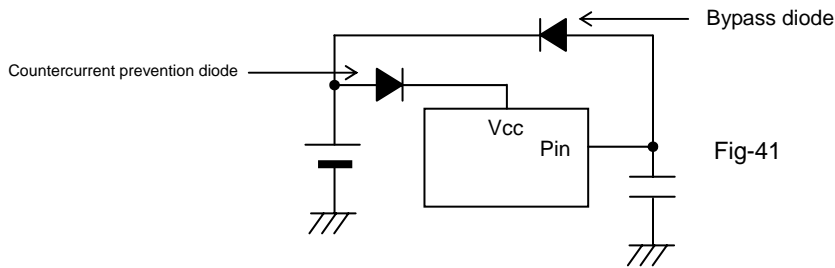 Bypass diode
Countercurrent prevention diode
Vcc
Pin
Fig-41